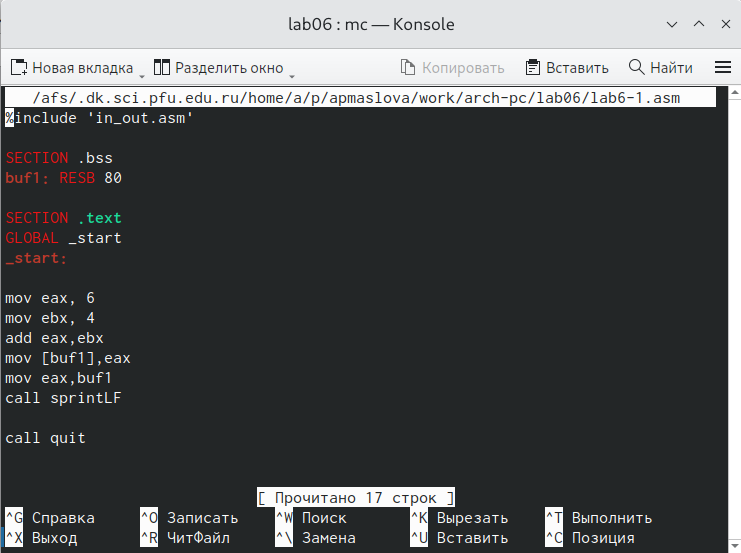 lab06 : mc — Konsole
Новая вкладка Разделить окно Копировать Вставить Найти
/afs/.dk.sci.pfu.edu.ru/home/a/p/apmaslova/work/arch-pc/lab06/lab6-1.asm
%include 'in_out.asm'
SECTION .bss
buf1: RESB 80
SECTION .text
GLOBAL _start
_start:
mov eax, 6
mov ebx, 4
add eax,ebx
mov [buf1],eax
mov eax,buf1
call sprintLF
call quit
[ Прочитано 17 строк ]
^G Справка ^O Записать ^W Поиск ^K Вырезать ^T Выполнить
^X Выход ^R ЧитФайл ^\ Замена ^U Вставить ^C Позиция